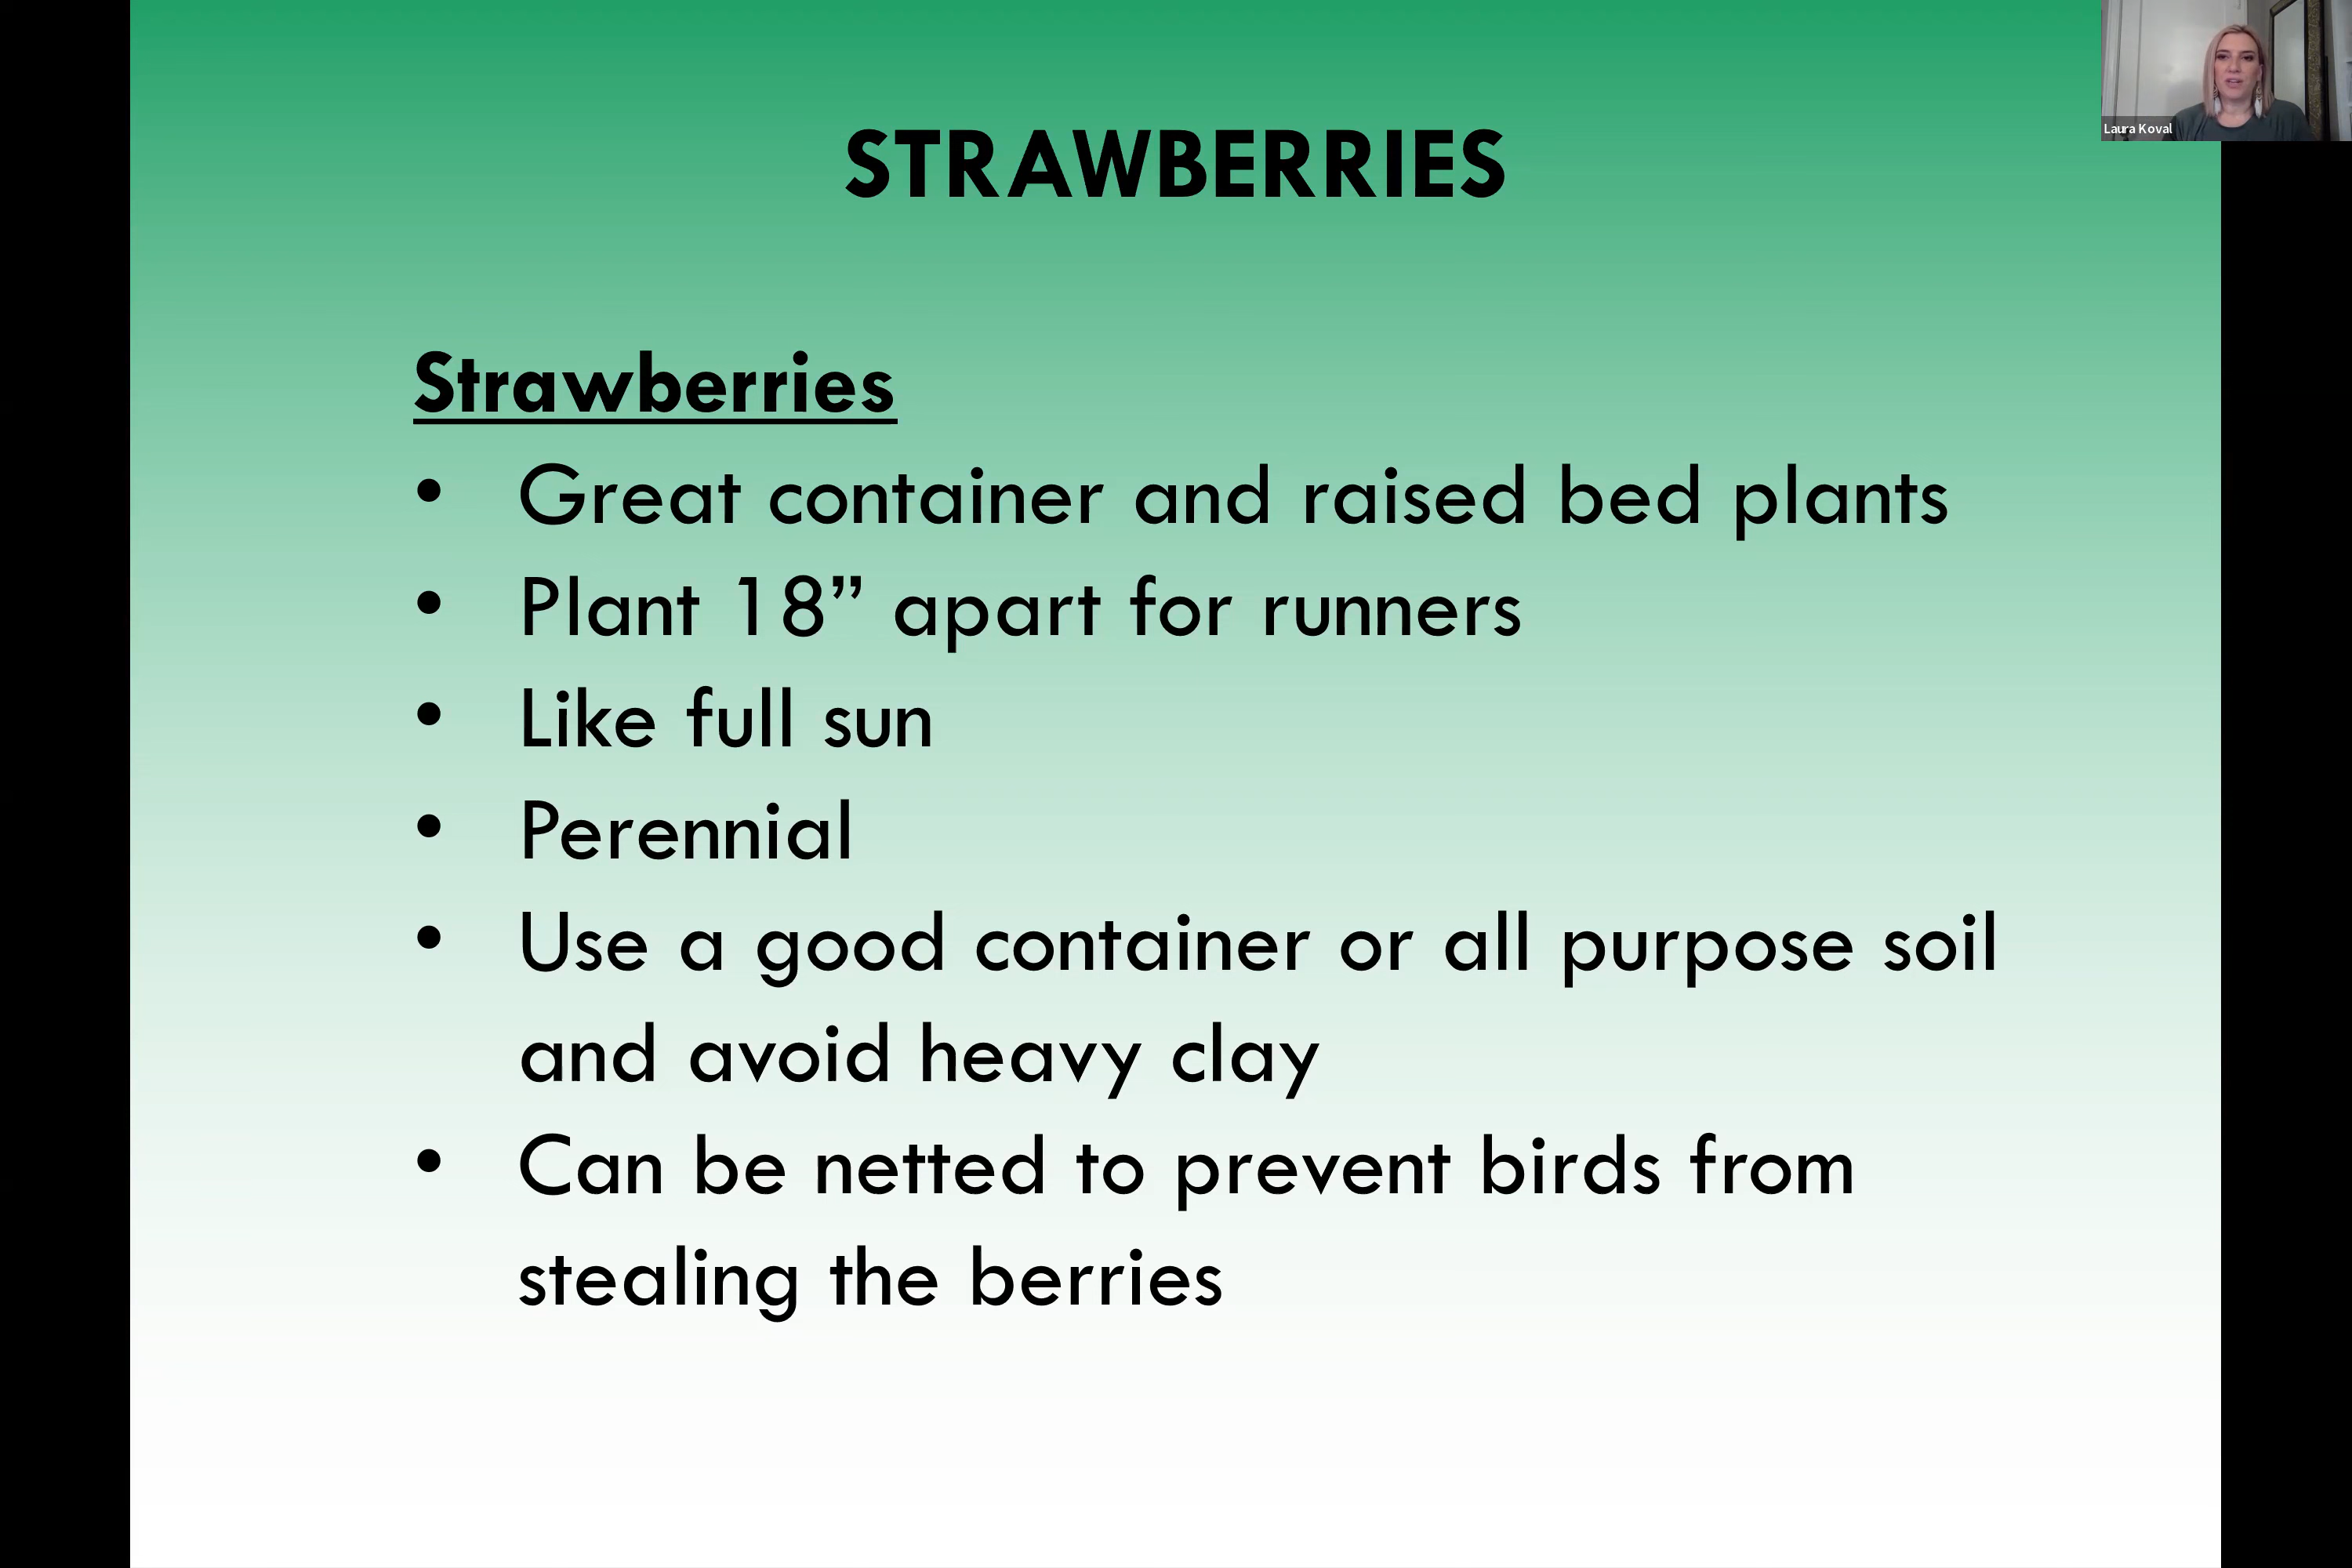 Laura Koval
STRAWBERRIES
Strawberries
• Great container and raised bed plants
• Plant 18” apart for runners
• Like full sun
• Perennial
• Use a good container or all purpose soil
and avoid heavy clay
• Can be netted to prevent birds from
stealing the berries